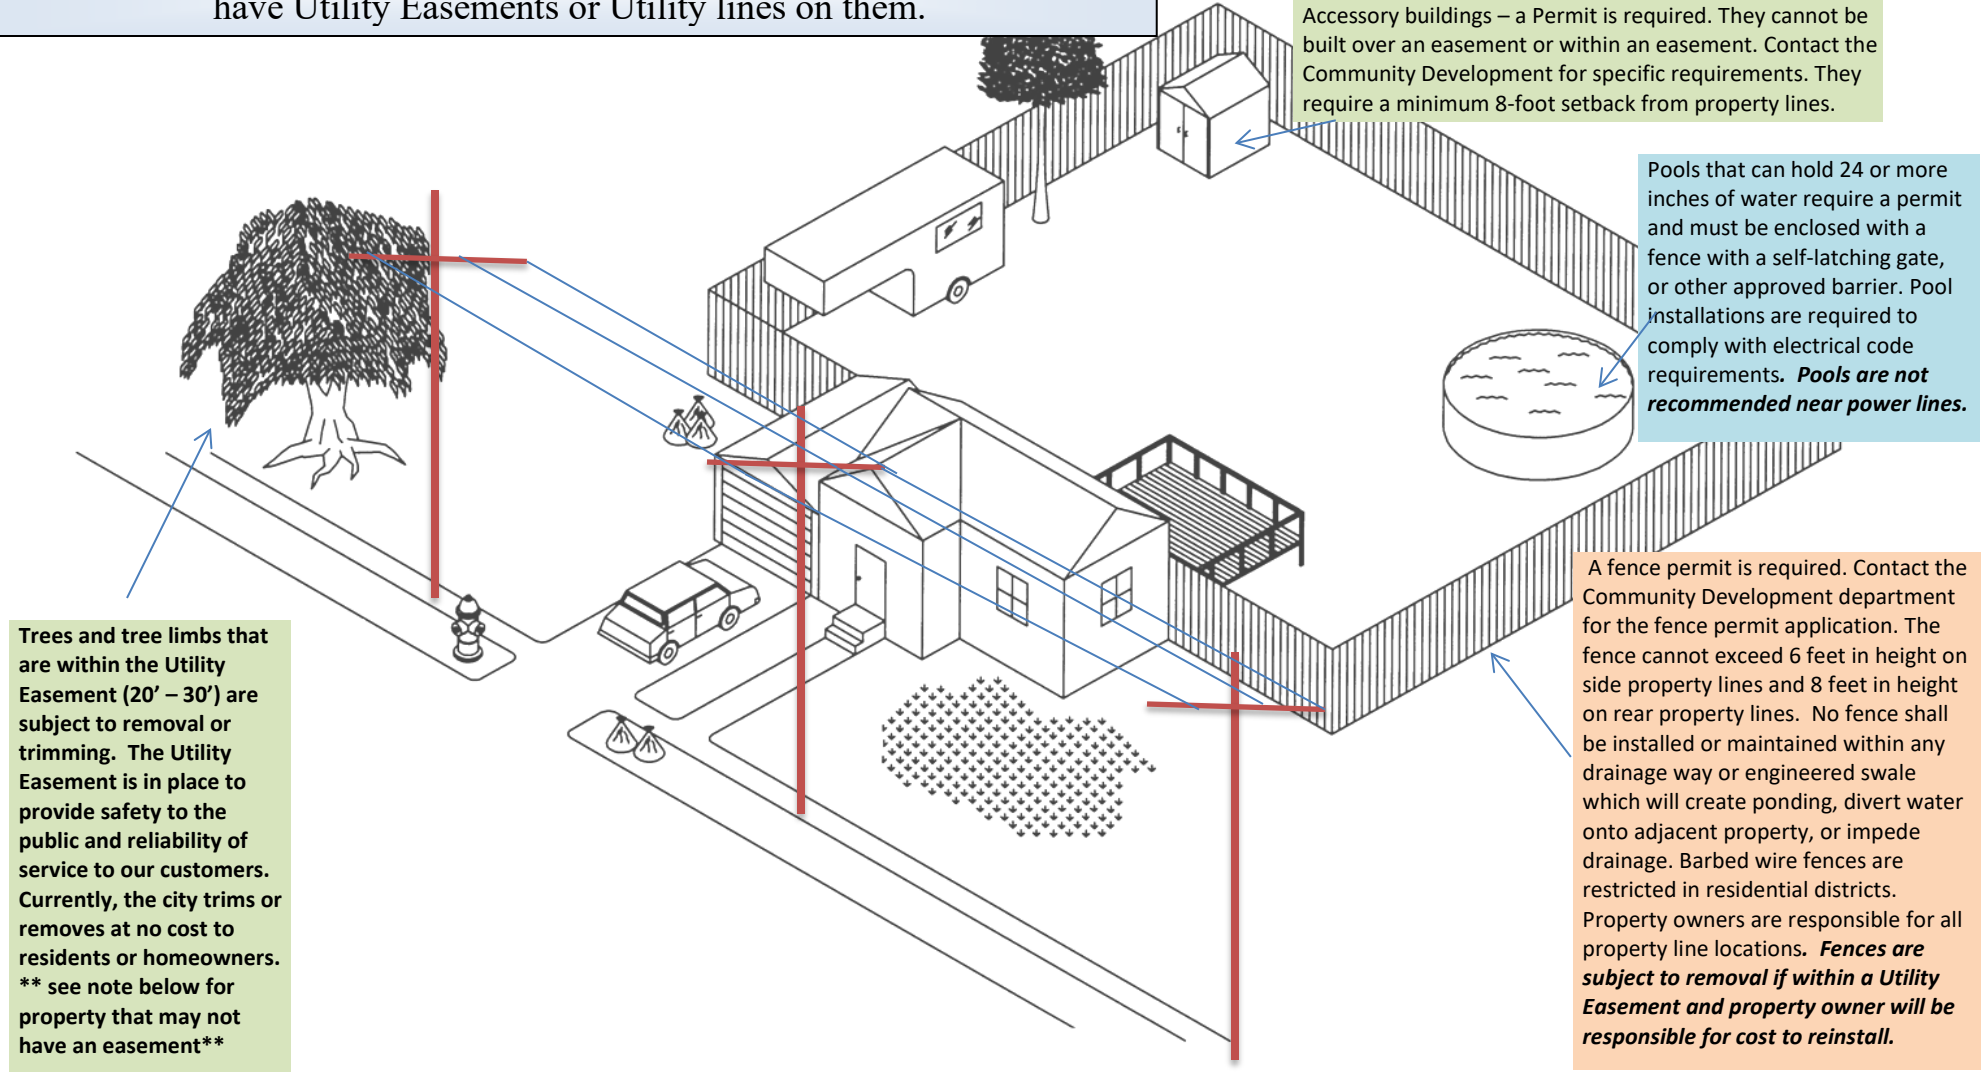 have Utility Easements or Utility lines on them.
Accessory buildings – a Permit is required. They cannot be
built over an easement or within an easement. Contact the
Community Development for specific requirements. They
require a minimum 8-foot setback from property lines.
Pools that can hold 24 or more
inches of water require a permit
and must be enclosed with a
fence with a self-latching gate,
or other approved barrier. Pool
installations are required to
comply with electrical code
requirements. Pools are not
recommended near power lines.
A fence permit is required. Contact the
Community Development department
for the fence permit application. The
fence cannot exceed 6 feet in height on
side property lines and 8 feet in height
on rear property lines. No fence shall
be installed or maintained within any
drainage way or engineered swale
which will create ponding, divert water
onto adjacent property, or impede
drainage. Barbed wire fences are
restricted in residential districts.
Property owners are responsible for all
property line locations. Fences are
subject to removal if within a Utility
Easement and property owner will be
responsible for cost to reinstall.
Trees and tree limbs that
are within the Utility
Easement (20’ – 30’) are
subject to removal or
trimming. The Utility
Easement is in place to
provide safety to the
public and reliability of
service to our customers.
Currently, the city trims or
removes at no cost to
residents or homeowners.
** see note below for
property that may not
have an easement**